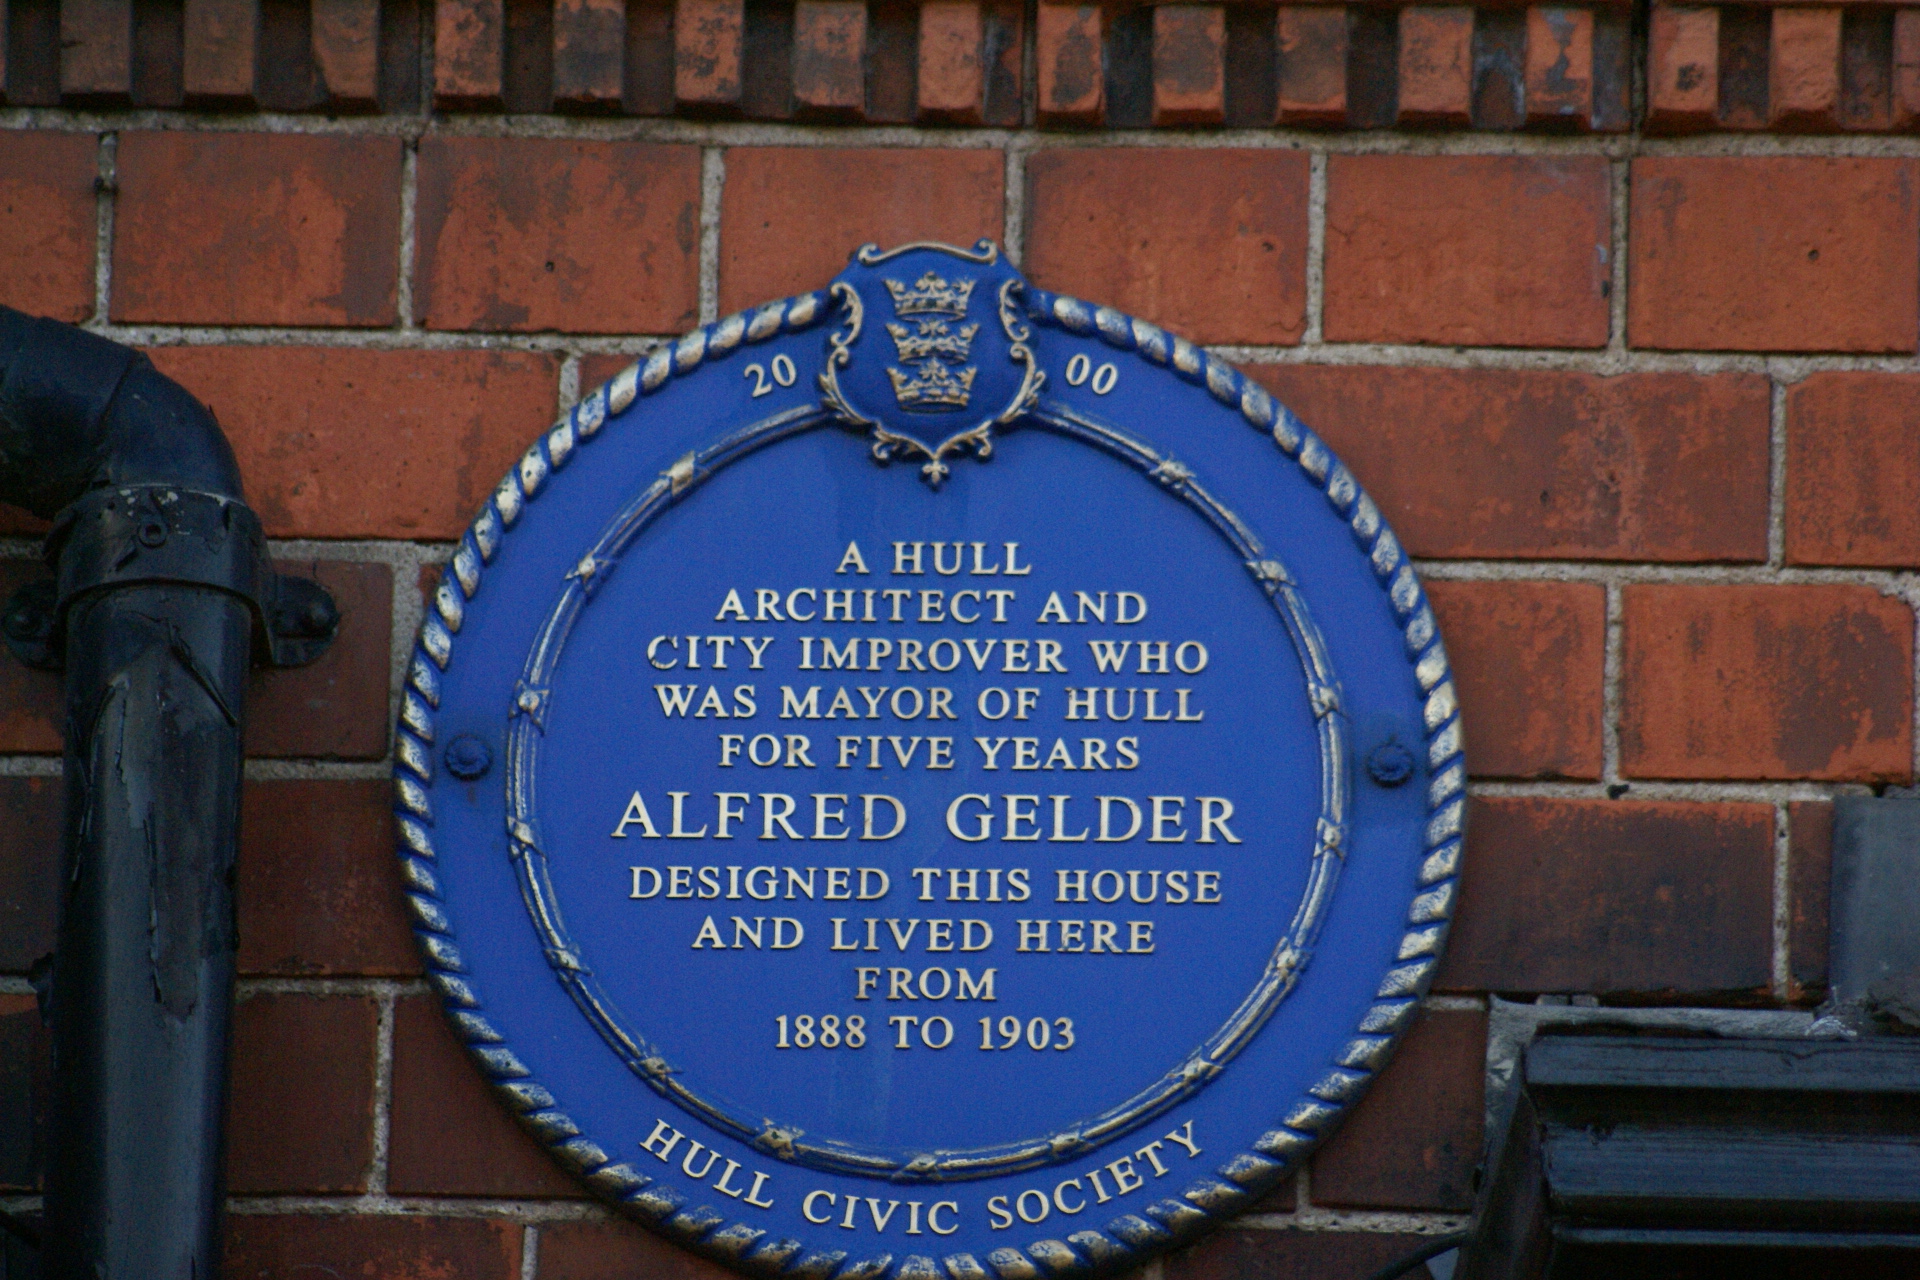 20 00
A HULL
ARCHITECT AND
CITY IMPROVER WHO
WAS MAYOR OF HULL
FOR FIVE YEARS
ALFRED GELDER
DESIGNED THIS HOUSE
AND LIVED HERE
FROM
1888 TO 1903
HULL CIVIC SOCIETY